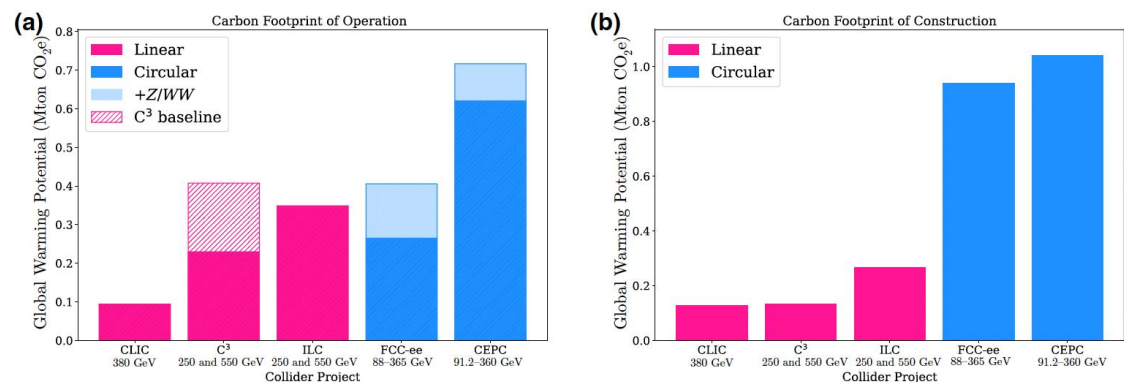 (a)
Carbon Footprint of Operation
Global Warming Potential (Mton CO₂e)
0.8
0.7
0.6
0.5
0.4
0.3
0.2
0.1
0.0
Linear
Circular
+Z/WW
C³ baseline
CLIC C³ ILC FCC-ee CEPC
380 GeV 250 and 550 GeV 250 and 550 GeV 88–365 GeV 91.2–360 GeV
Collider Project
(b)
Carbon Footprint of Construction
Global Warming Potential (Mton CO₂e)
1.0
0.8
0.6
0.4
0.2
0.0
Linear
Circular
CLIC C³ ILC FCC-ee CEPC
380 GeV 250 and 550 GeV 250 and 550 GeV 88–365 GeV 91.2–360 GeV
Collider Project